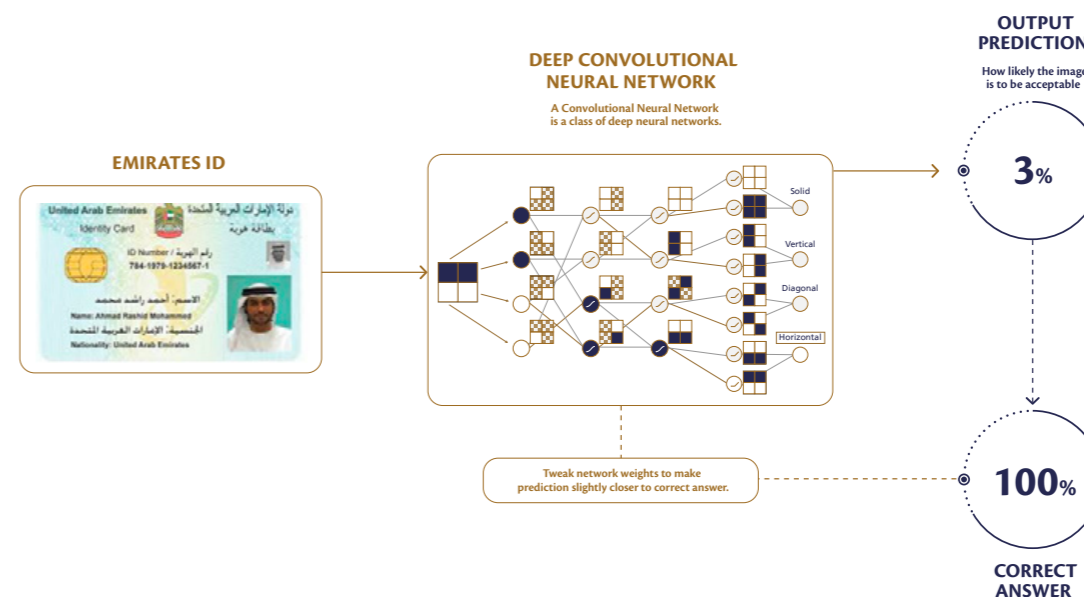 OUTPUT
PREDICTION
How likely the image
is to be acceptable
DEEP CONVOLUTIONAL
NEURAL NETWORK
A Convolutional Neural Network
is a class of deep neural networks.
EMIRATES ID
United Arab Emirates
دولة الإمارات العربية المتحدة
Identity Card
بطاقة هوية
ID Number / رقم الهوية
784-1979-1234567-1
الاسم: أحمد راشد محمد
Name: Ahmad Rashid Mohammed
الجنسية: الإمارات العربية المتحدة
Nationality: United Arab Emirates
Solid
Vertical
Diagonal
Horizontal
3%
Tweak network weights to make
prediction slightly closer to correct answer.
100%
CORRECT
ANSWER